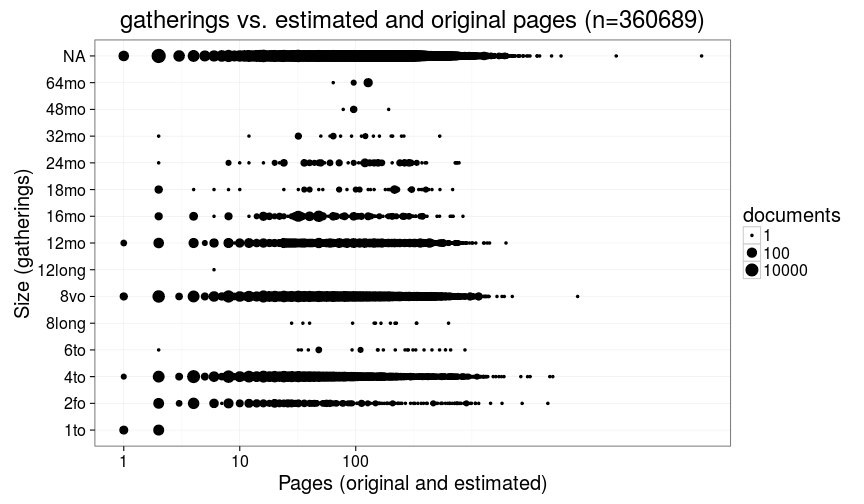 gatherings vs. estimated and original pages (n=360689)
Size (gatherings)
NA
64mo
48mo
32mo
24mo
18mo
16mo
12mo
12long
8vo
8long
6to
4to
2fo
1to
1 10 100
Pages (original and estimated)
documents
1
100
10000